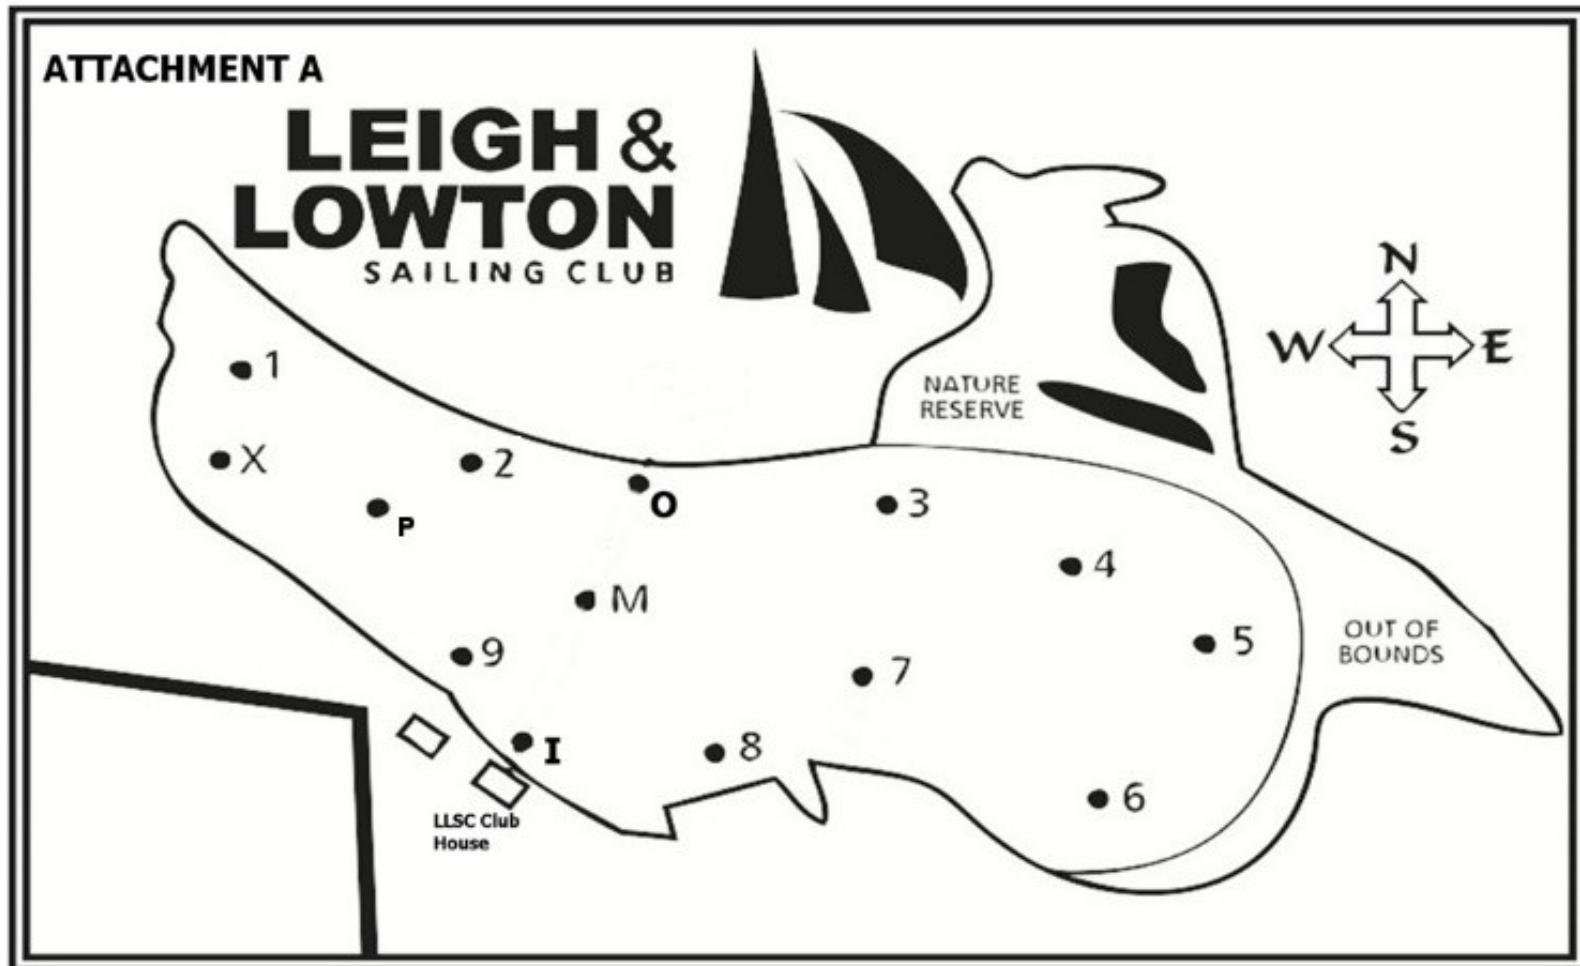 ATTACHMENT A
LEIGH &
LOWTON
SAILING CLUB
N
W E
S
NATURE
RESERVE
1
X
2
P
O
3
4
M
5
OUT OF
BOUNDS
9
7
I
8
6
LLSC Club
House